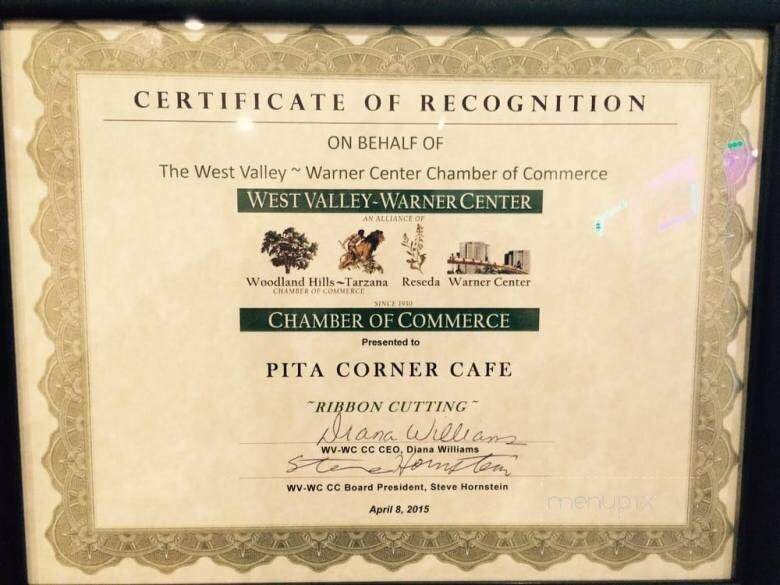 CERTIFICATE OF RECOGNITION
ON BEHALF OF
The West Valley ~ Warner Center Chamber of Commerce
WEST VALLEY-WARNER CENTER
AN ALLIANCE OF
Woodland Hills~Tarzana Reseda Warner Center
CHAMBER OF COMMERCE
SINCE 1930
CHAMBER OF COMMERCE
Presented to
PITA CORNER CAFE
~RIBBON CUTTING~
Diana Williams
WV-WC CC CEO, Diana Williams
Steve Hornstein
WV-WC CC Board President, Steve Hornstein
April 8, 2015
menupix